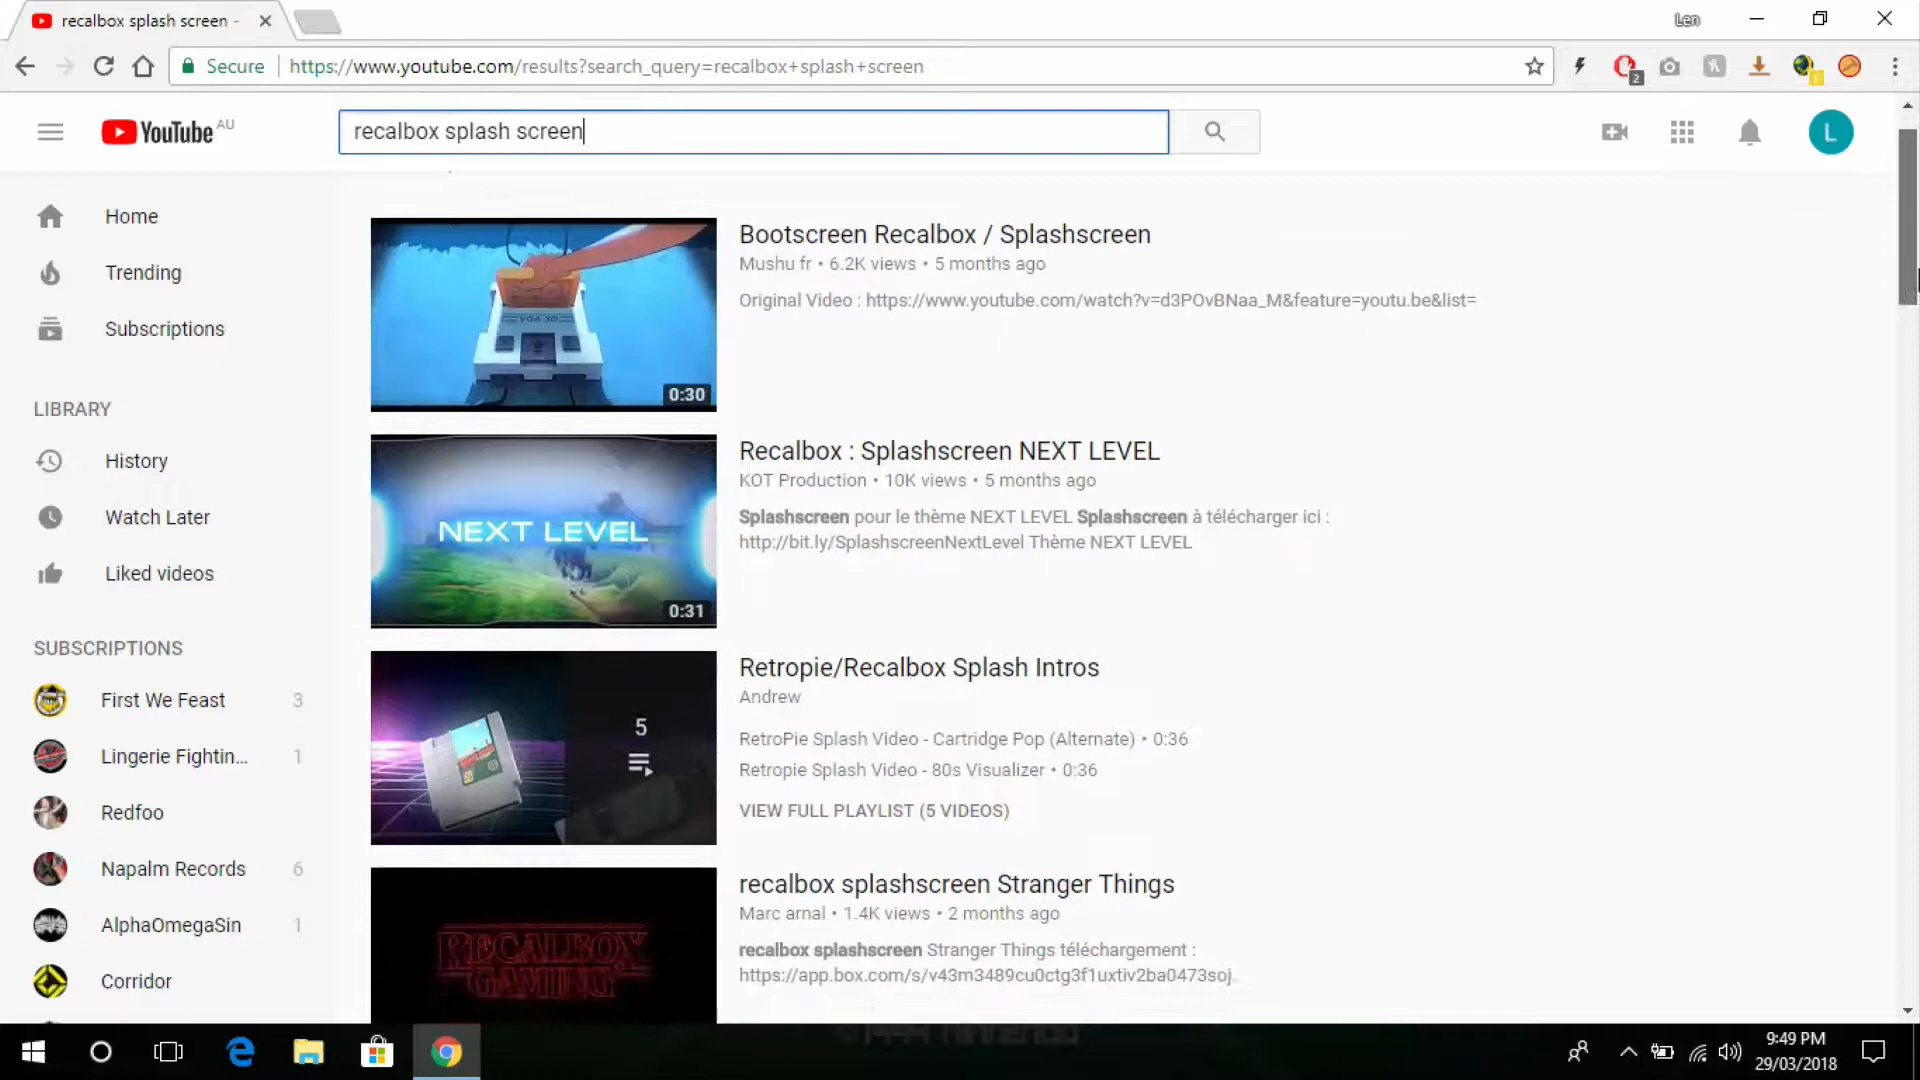 recalbox splash screen -
Len
Secure
https://www.youtube.com/results?search_query=recalbox+splash+screen
2
YouTube AU
recalbox splash screen
L
Home
Trending
Subscriptions
LIBRARY
History
Watch Later
Liked videos
SUBSCRIPTIONS
First We Feast 3
Lingerie Fightin... 1
Redfoo
Napalm Records 6
AlphaOmegaSin 1
Corridor
VGA 3D
0:30
Bootscreen Recalbox / Splashscreen
Mushu fr • 6.2K views • 5 months ago
Original Video : https://www.youtube.com/watch?v=d3POvBNaa_M&feature=youtu.be&list=
NEXT LEVEL
0:31
Recalbox : Splashscreen NEXT LEVEL
KOT Production • 10K views • 5 months ago
Splashscreen pour le thème NEXT LEVEL Splashscreen à télécharger ici :
http://bit.ly/SplashscreenNextLevel Thème NEXT LEVEL
5
Retropie/Recalbox Splash Intros
Andrew
RetroPie Splash Video - Cartridge Pop (Alternate) • 0:36
Retropie Splash Video - 80s Visualizer • 0:36
VIEW FULL PLAYLIST (5 VIDEOS)
RECALBOX
GAMING
recalbox splashscreen Stranger Things
Marc arnal • 1.4K views • 2 months ago
recalbox splashscreen Stranger Things téléchargement :
https://app.box.com/s/v43m3489cu0ctg3f1uxtiv2ba0473soj
9:49 PM
29/03/2018